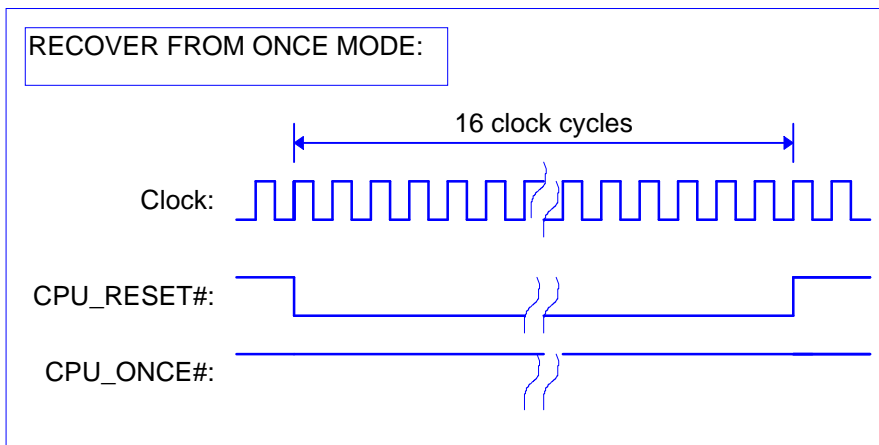 RECOVER FROM ONCE MODE:
16 clock cycles
Clock:
CPU_RESET#:
CPU_ONCE#: